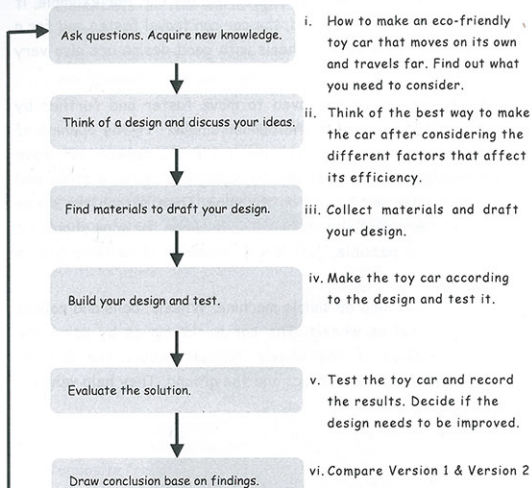 Ask questions. Acquire new knowledge.
i. How to make an eco-friendly
toy car that moves on its own
and travels far. Find out what
you need to consider.
Think of a design and discuss your ideas.
ii. Think of the best way to make
the car after considering the
different factors that affect
its efficiency.
Find materials to draft your design.
iii. Collect materials and draft
your design.
Build your design and test.
iv. Make the toy car according
to the design and test it.
Evaluate the solution.
v. Test the toy car and record
the results. Decide if the
design needs to be improved.
Draw conclusion base on findings.
vi. Compare Version 1 & Version 2